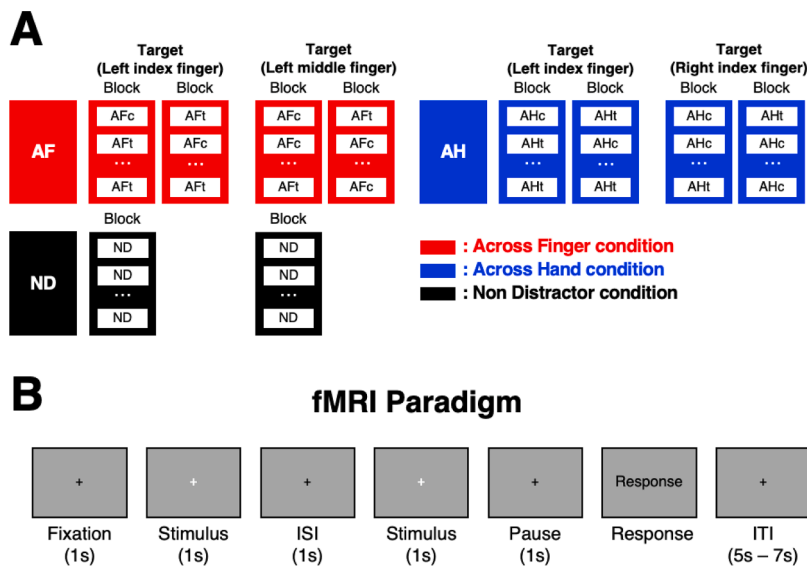 A
Target
(Left index finger)
Target
(Left middle finger)
Target
(Left index finger)
Target
(Right index finger)
Block Block Block Block Block Block Block Block
AF AFc AFt AFc AFt AH AHc AHt AHc AHt
AFt AFc AFt AFc AHt AHc AHc AHc
... ... ... ... ... ... ... ...
AFt AFt AFt AFc AHt AHt AHt AHc
Block Block
ND ND ND
ND ND
... ...
ND ND
: Across Finger condition
: Across Hand condition
: Non Distractor condition
B
fMRI Paradigm
+ + + + + Response +
Fixation Stimulus ISI Stimulus Pause Response ITI
(1s) (1s) (1s) (1s) (1s) (5s – 7s)